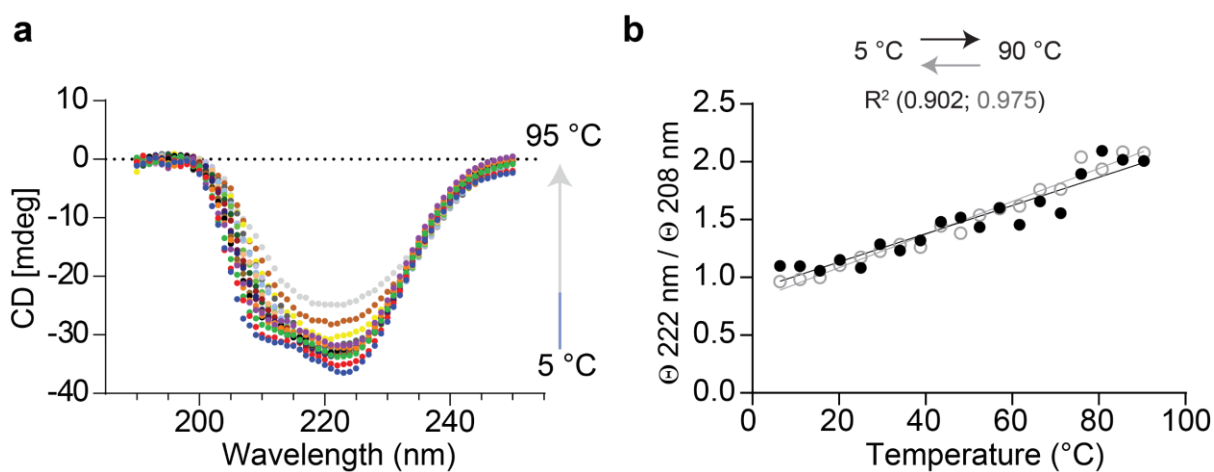 a
10
0
-10
-20
-30
-40
CD [mdeg]
200
220
240
Wavelength (nm)
95 °C
5 °C
b
5 °C
90 °C
R² (0.902; 0.975)
2.5
2.0
1.5
1.0
0.5
0.0
Θ 222 nm / Θ 208 nm
0
20
40
60
80
100
Temperature (°C)